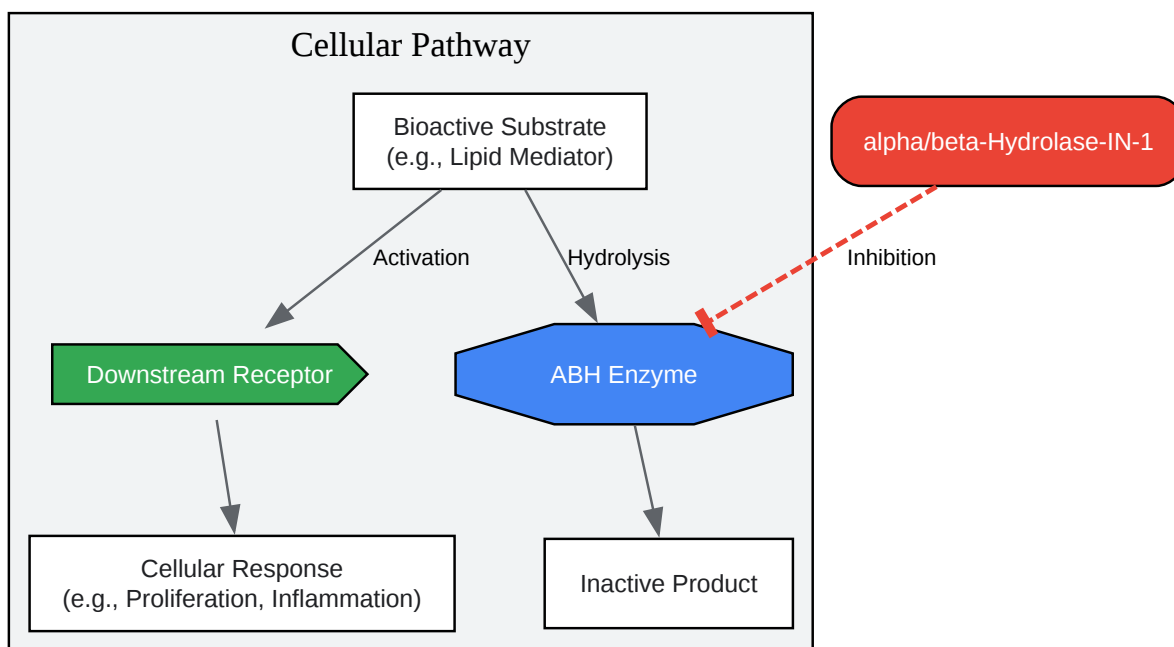 Cellular Pathway
Bioactive Substrate
(e.g., Lipid Mediator)
alpha/beta-Hydrolase-IN-1
Activation
Hydrolysis
Inhibition
Downstream Receptor
ABH Enzyme
Cellular Response
(e.g., Proliferation, Inflammation)
Inactive Product